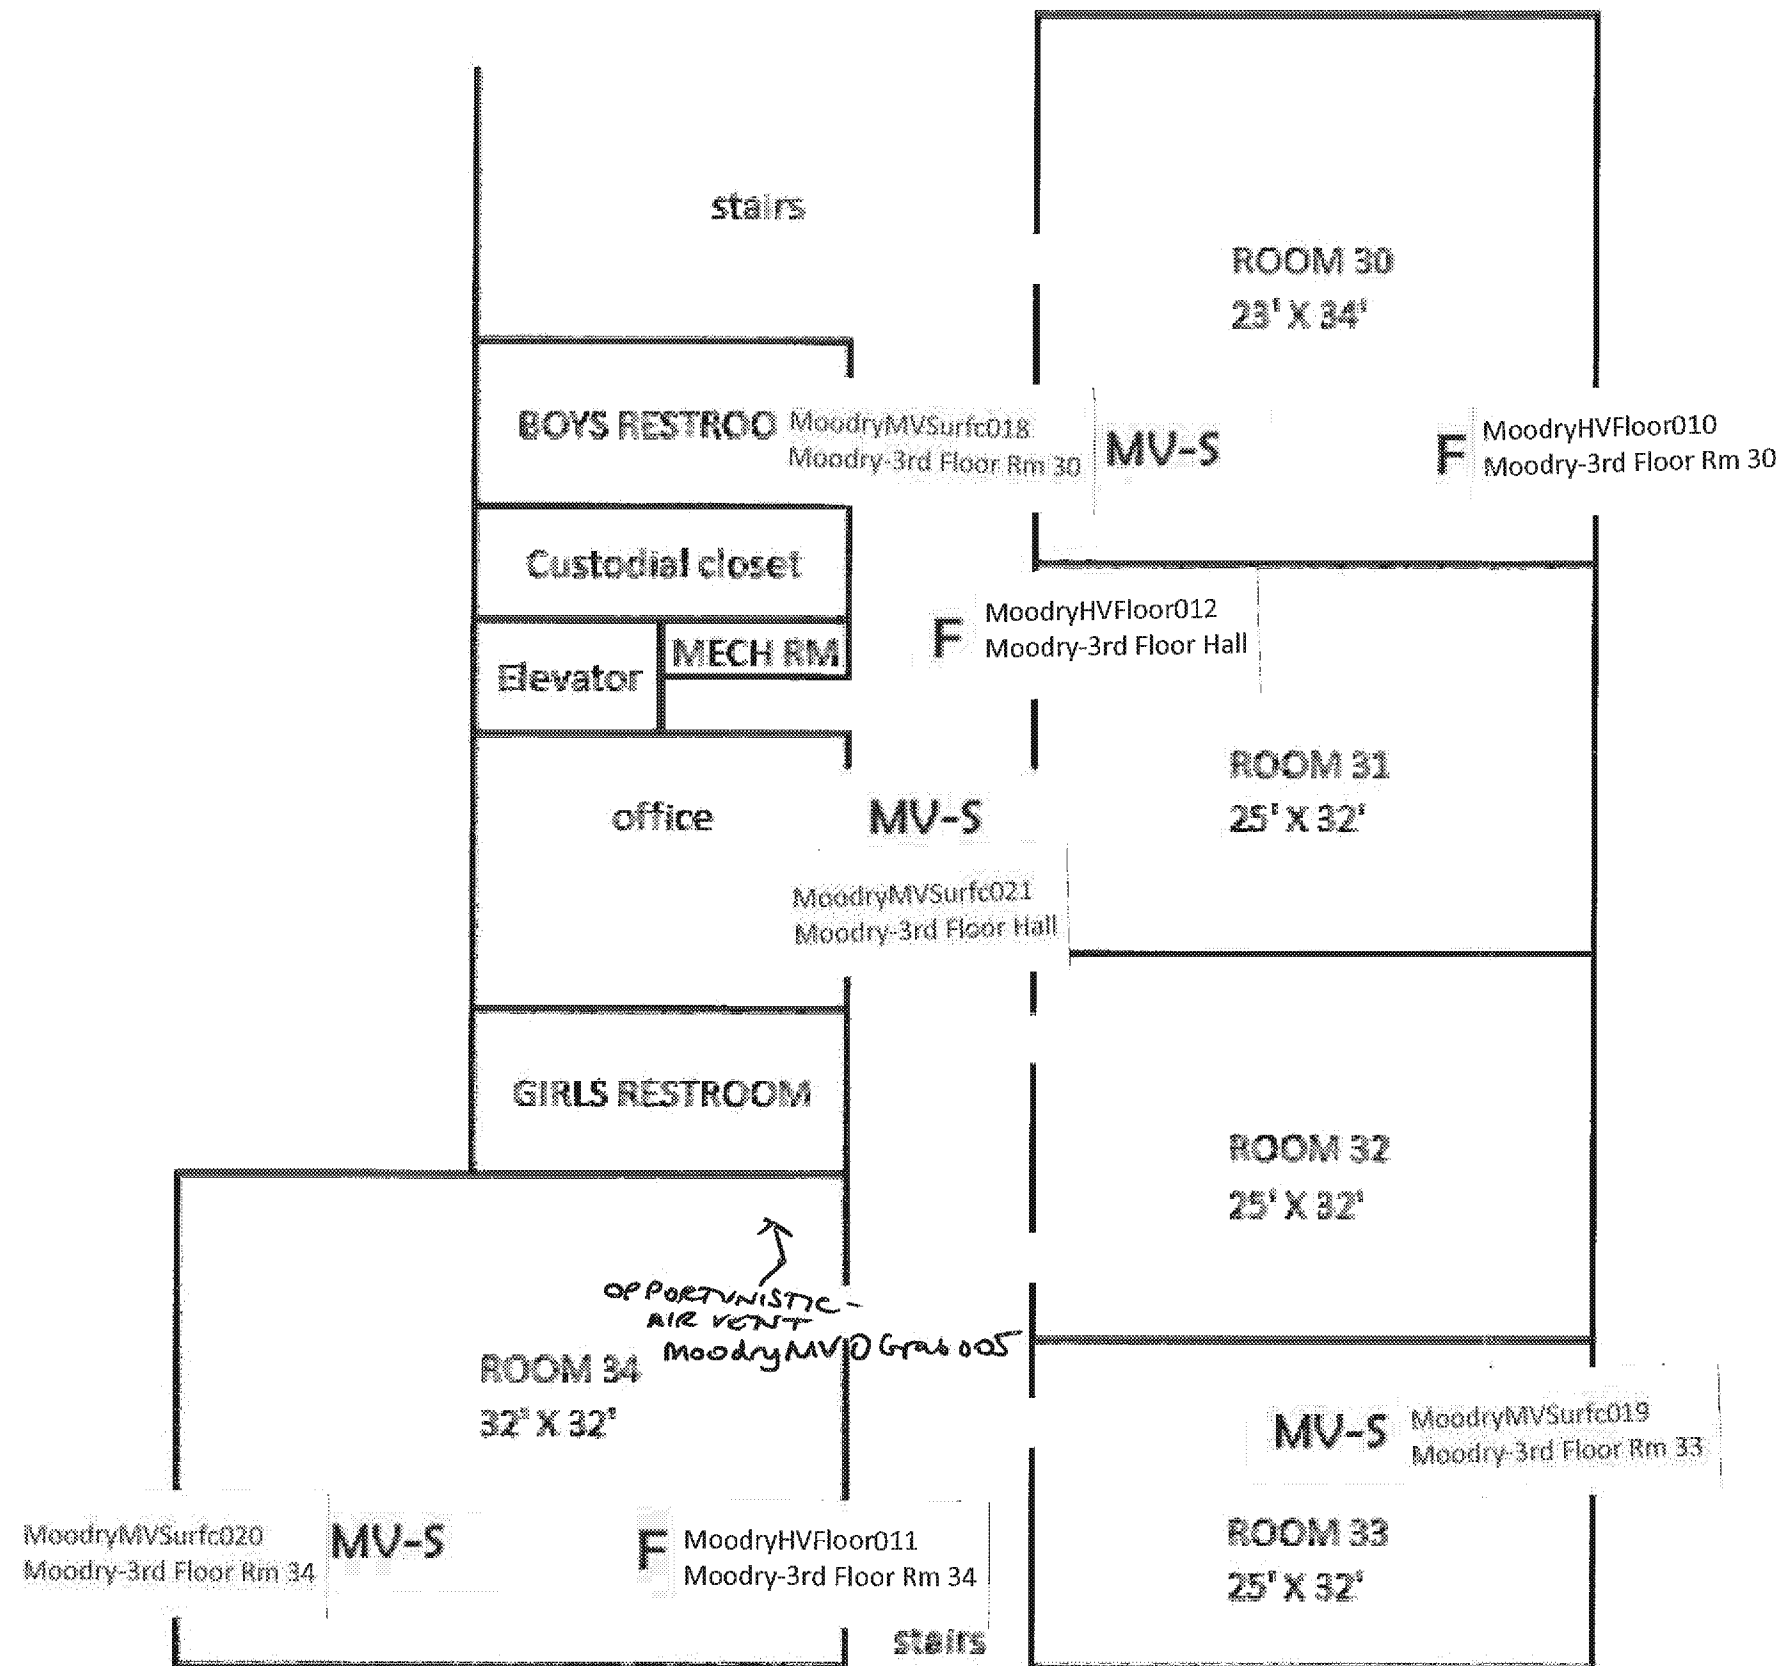 stairs
ROOM 30
23' X 34'
BOYS RESTROO
MoodryMVSurfc018
Moodry-3rd Floor Rm 30
MV-S
F
MoodryHVFloor010
Moodry-3rd Floor Rm 30
Custodial closet
F
MoodryHVFloor012
Moodry-3rd Floor Hall
MECH RM
Elevator
ROOM 31
25' X 32'
office
MV-S
MoodryMVSurfc021
Moodry-3rd Floor Hall
GIRLS RESTROOM
ROOM 32
25' X 32'
OPPORTUNISTIC-
AIR VENT
MoodryMVOGrab005
ROOM 34
32' X 32'
MV-S
MoodryMVSurfc019
Moodry-3rd Floor Rm 33
MoodryMVSurfc020
Moodry-3rd Floor Rm 34
MV-S
F
MoodryHVFloor011
Moodry-3rd Floor Rm 34
ROOM 33
25' X 32'
stairs